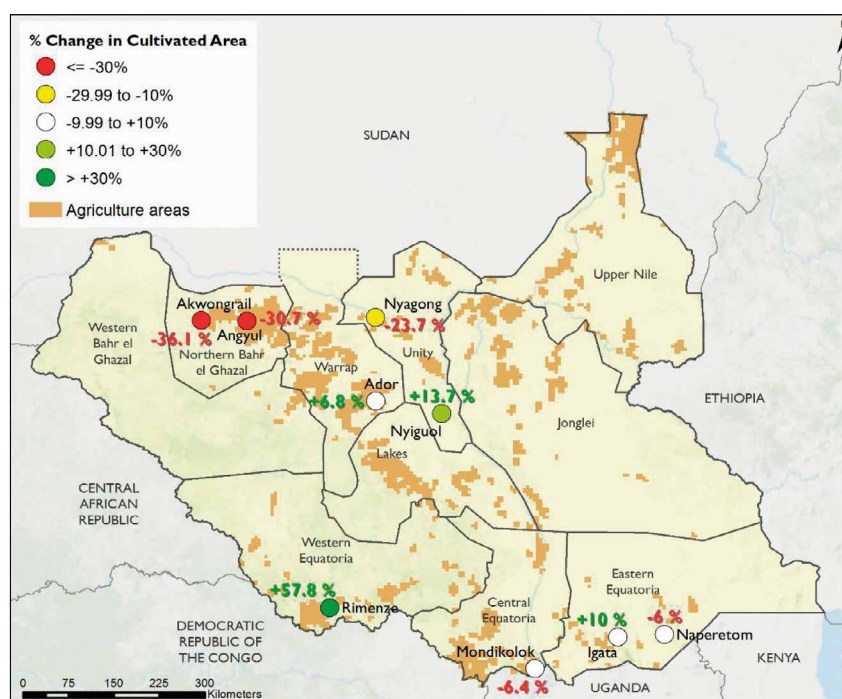 % Change in Cultivated Area
<= -30%
-29.99 to -10%
-9.99 to +10%
+10.01 to +30%
> +30%
Agriculture areas
SUDAN
Upper Nile
Akwongrail
-30.7 %
Nyagong
-23.7 %
Western
Bahr el
Ghazal
-36.1 %
Angyul
Northern Bahr
el Ghazal
Unity
Warrap
Ador
+6.8 %
+13.7 %
Nyiguol
ETHIOPIA
Jonglei
Lakes
CENTRAL
AFRICAN
REPUBLIC
Western
Equatoria
+57.8 %
Rimenze
Eastern
Equatoria
Central
Equatoria
+10 %
-6 %
Naperetom
Igata
DEMOCRATIC
REPUBLIC OF
THE CONGO
Mondikolok
-6.4 %
KENYA
UGANDA
0 75 150 225 300
Kilometers